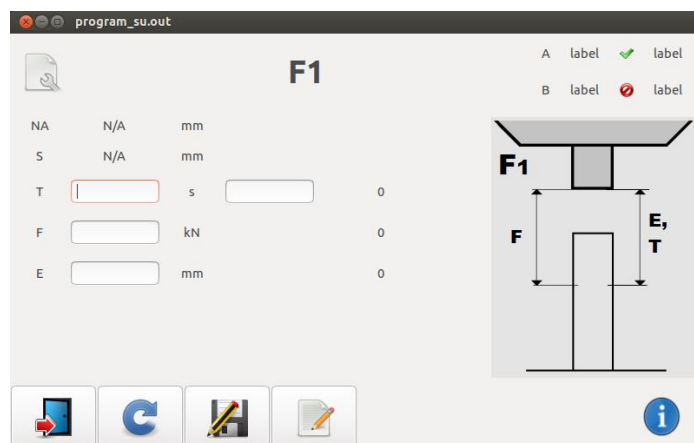 program_su.out
F1
A label label
B label label
NA N/A mm
S N/A mm
T s 0
F kN 0
E mm 0
F1
F
E,
T
i